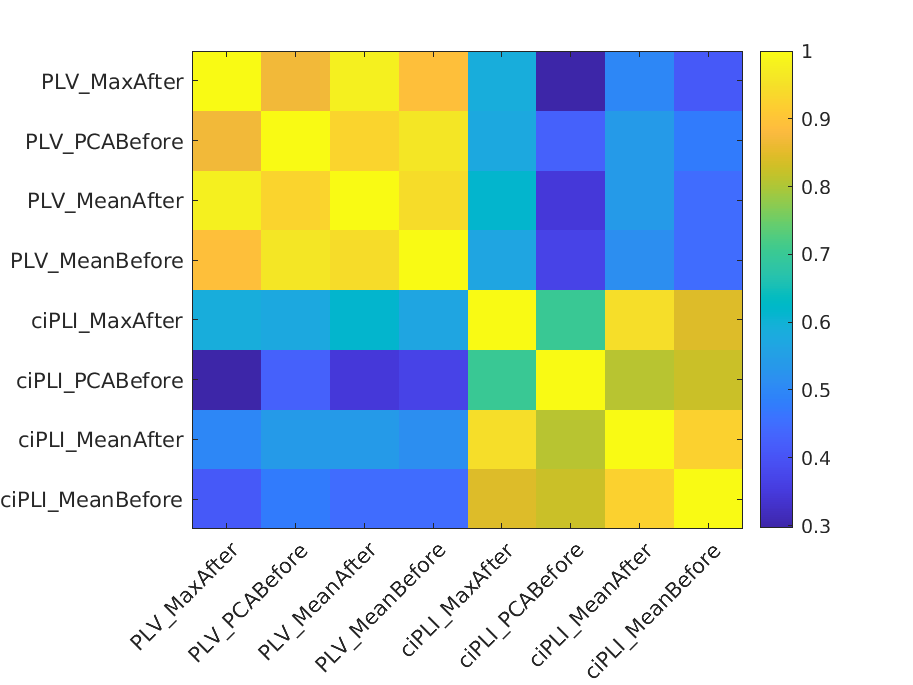 PLV_MaxAfter
PLV_PCABefore
PLV_MeanAfter
PLV_MeanBefore
ciPLI_MaxAfter
ciPLI_PCABefore
ciPLI_MeanAfter
ciPLI_MeanBefore
1
0.9
0.8
0.7
0.6
0.5
0.4
0.3
PLV_MaxAfter
PLV_PCABefore
PLV_MeanAfter
PLV_MeanBefore
ciPLI_MaxAfter
ciPLI_PCABefore
ciPLI_MeanAfter
ciPLI_MeanBefore